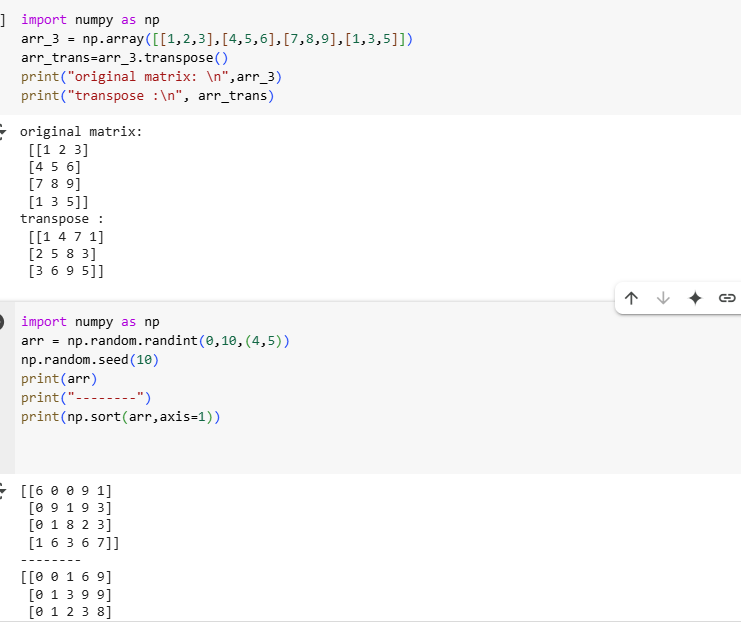 ]
import numpy as np
arr_3 = np.array([[1,2,3],[4,5,6],[7,8,9],[1,3,5]])
arr_trans=arr_3.transpose()
print("original matrix: \n",arr_3)
print("transpose :\n", arr_trans)
original matrix:
 [[1 2 3]
 [4 5 6]
 [7 8 9]
 [1 3 5]]
transpose :
 [[1 4 7 1]
 [2 5 8 3]
 [3 6 9 5]]
import numpy as np
arr = np.random.randint(0,10,(4,5))
np.random.seed(10)
print(arr)
print("--------")
print(np.sort(arr,axis=1))
[[6 0 0 9 1]
 [0 9 1 9 3]
 [0 1 8 2 3]
 [1 6 3 6 7]]
--------
[[0 0 1 6 9]
 [0 1 3 9 9]
 [0 1 2 3 8]